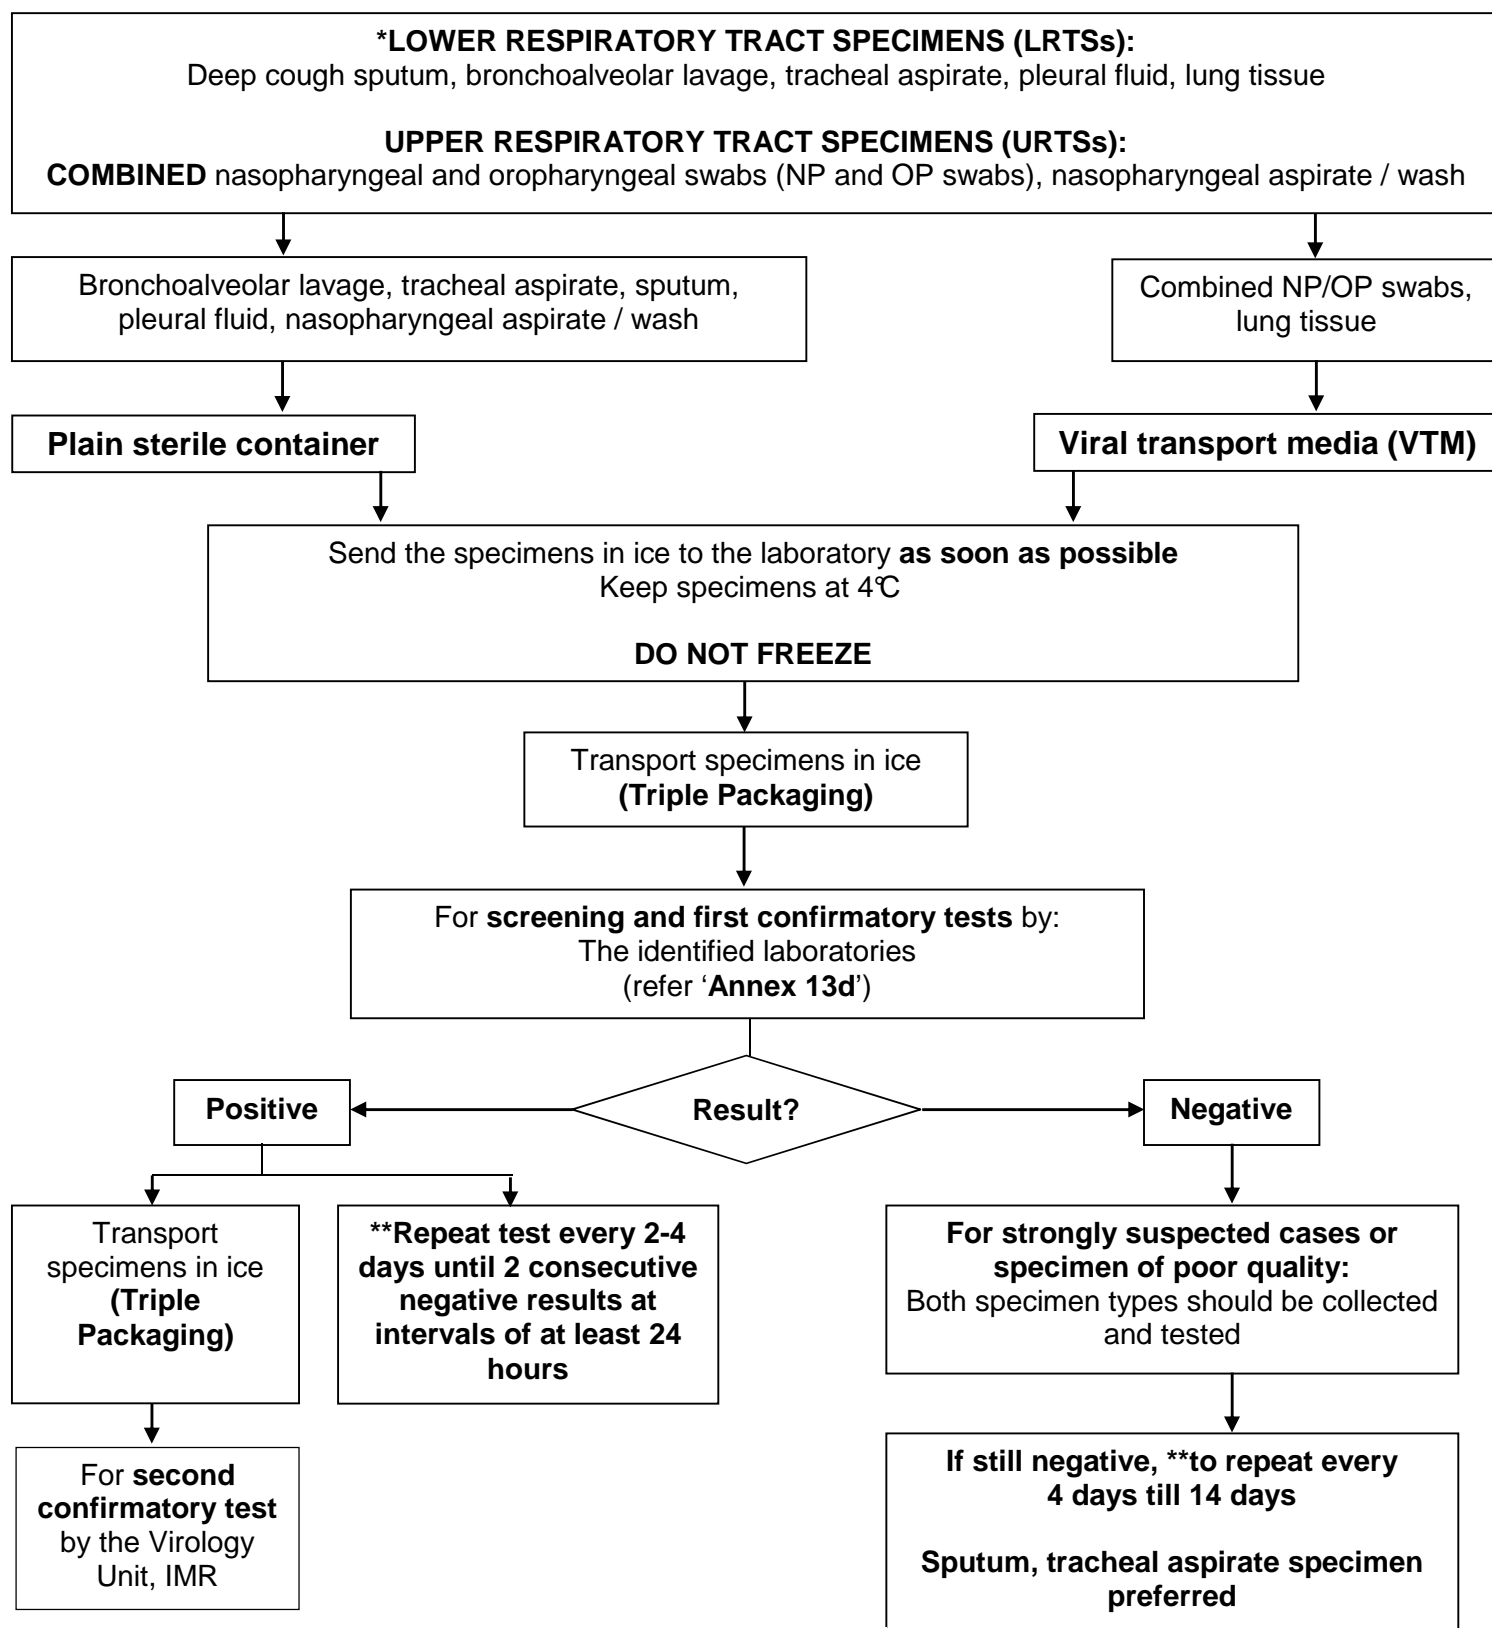 *LOWER RESPIRATORY TRACT SPECIMENS (LRTSs):
Deep cough sputum, bronchoalveolar lavage, tracheal aspirate, pleural fluid, lung tissue
UPPER RESPIRATORY TRACT SPECIMENS (URTSs):
COMBINED nasopharyngeal and oropharyngeal swabs (NP and OP swabs), nasopharyngeal aspirate / wash
Bronchoalveolar lavage, tracheal aspirate, sputum,
pleural fluid, nasopharyngeal aspirate / wash
Combined NP/OP swabs,
lung tissue
Plain sterile container
Viral transport media (VTM)
Send the specimens in ice to the laboratory as soon as possible
Keep specimens at 4°C
DO NOT FREEZE
Transport specimens in ice
(Triple Packaging)
For screening and first confirmatory tests by:
The identified laboratories
(refer ‘Annex 13d’)
Result?
Positive
Negative
Transport
specimens in ice
(Triple
Packaging)
**Repeat test every 2-4
days until 2 consecutive
negative results at
intervals of at least 24
hours
For strongly suspected cases or
specimen of poor quality:
Both specimen types should be collected
and tested
For second
confirmatory test
by the Virology
Unit, IMR
If still negative, **to repeat every
4 days till 14 days
Sputum, tracheal aspirate specimen
preferred